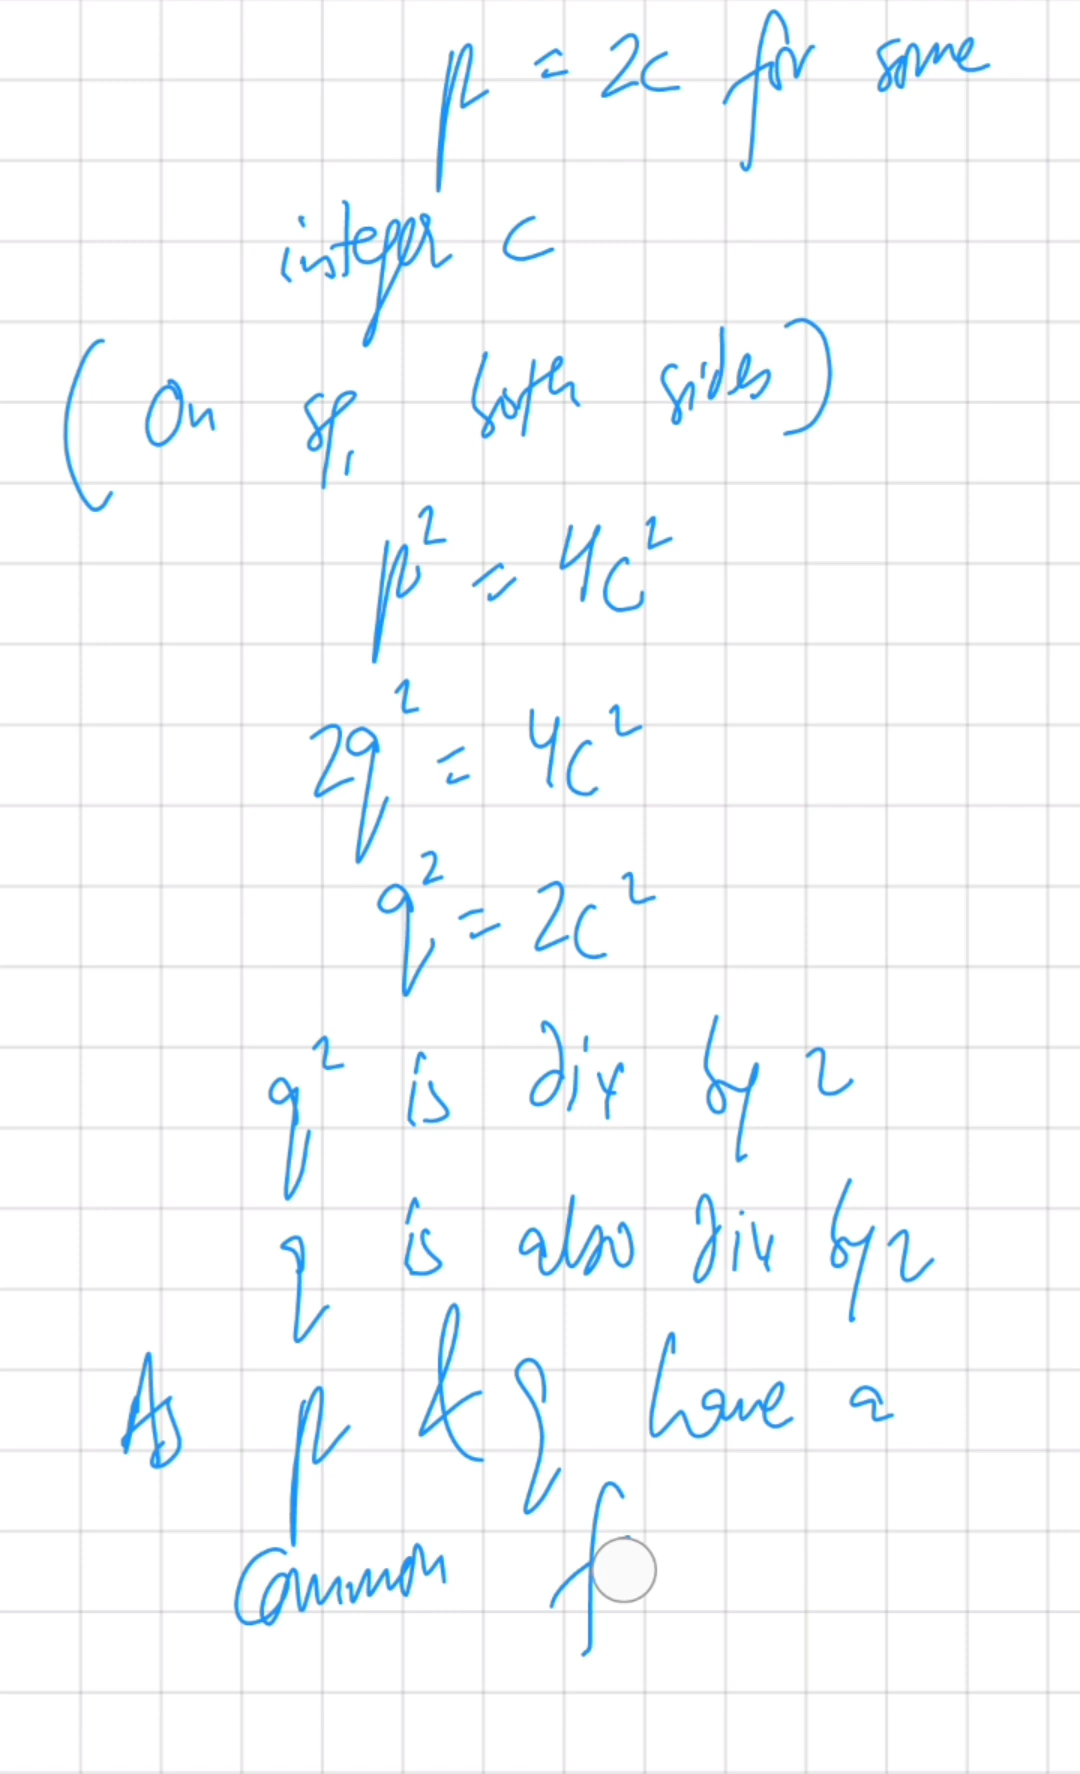 p = 2c for some
integer c
(On sq, both sides)
p² = 4c²
2q² = 4c²
q² = 2c²
q² is div by 2
q is also div by 2
As p & q have a
Common f